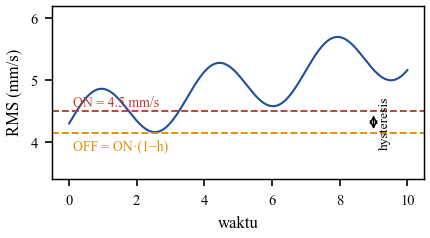 6
5
4
RMS (mm/s)
ON = 4.5 mm/s
OFF = ON·(1−h)
hysteresis
0
2
4
6
8
10
waktu